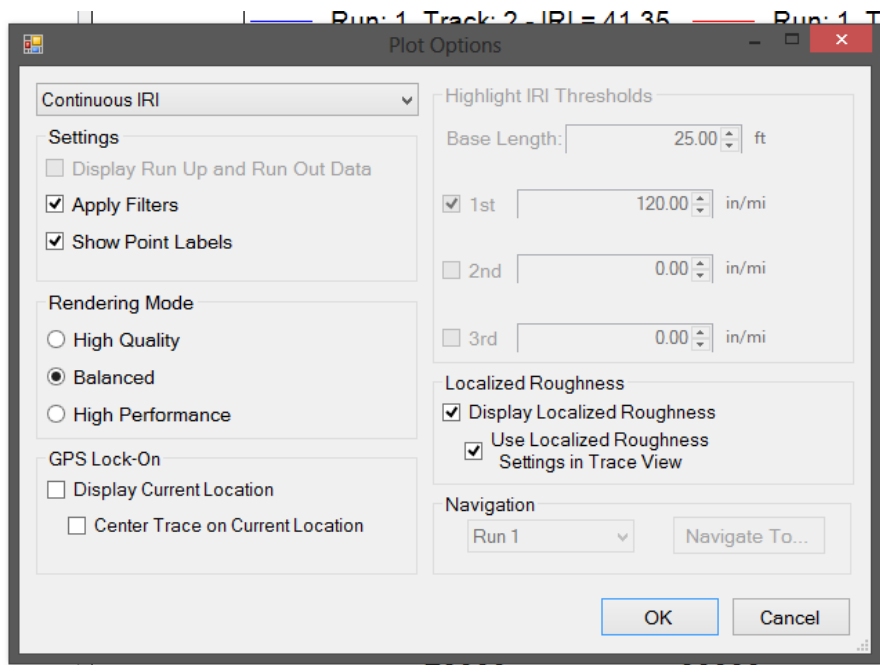 Run: 1 Track: 2 - IRI = 41.35 Run: 1 T
Plot Options
Continuous IRI
Settings
Display Run Up and Run Out Data
Apply Filters
Show Point Labels
Rendering Mode
High Quality
Balanced
High Performance
GPS Lock-On
Display Current Location
Center Trace on Current Location
Highlight IRI Thresholds
Base Length: 25.00 ft
1st 120.00 in/mi
2nd 0.00 in/mi
3rd 0.00 in/mi
Localized Roughness
Display Localized Roughness
Use Localized Roughness
Settings in Trace View
Navigation
Run 1 Navigate To...
OK Cancel